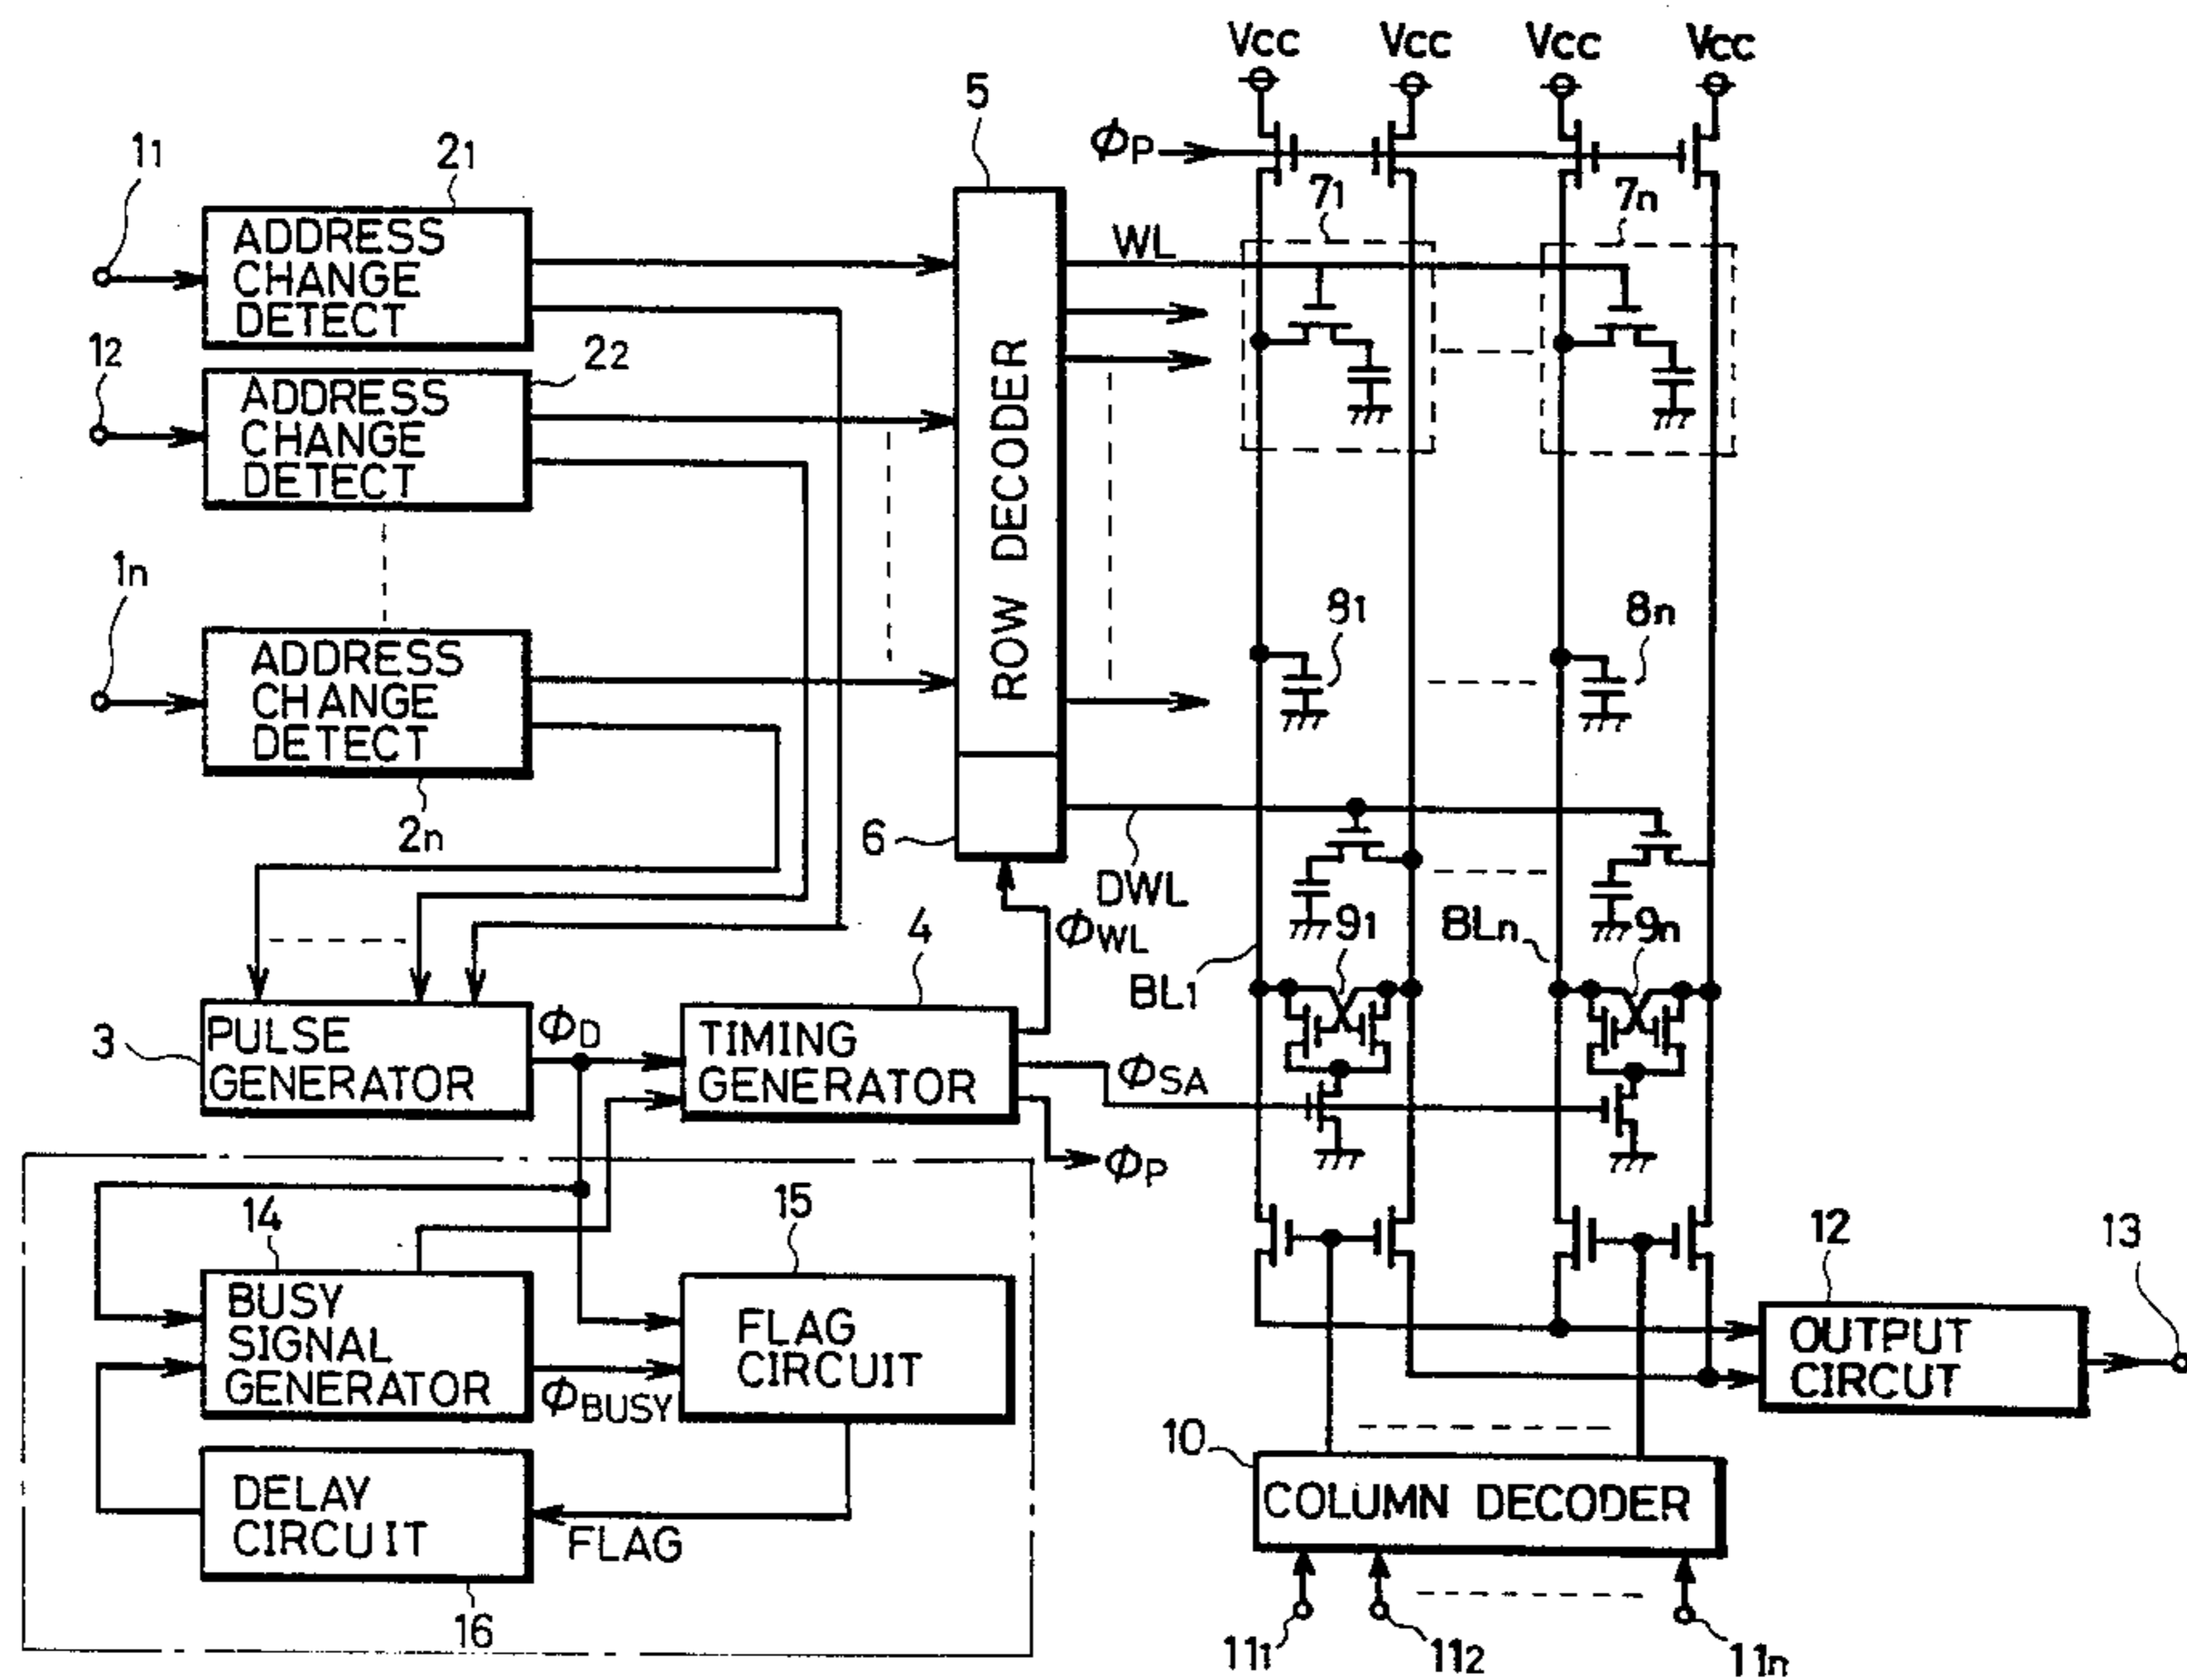 VCC VCC VCC VCC
5
ΦP
11
21
71
7n
ADDRESS
CHANGE
DETECT
WL
12
22
ADDRESS
CHANGE
DETECT
ROW DECODER
1n
81
8n
ADDRESS
CHANGE
DETECT
2n
6
DWL
ΦWL
4
91
BLn
9n
BL1
3
PULSE
GENERATOR
ΦD
TIMING
GENERATOR
ΦSA
ΦP
14
15
12
13
BUSY
SIGNAL
GENERATOR
ΦBUSY
FLAG
CIRCUIT
OUTPUT
CIRCUT
10
COLUMN DECODER
DELAY
CIRCUIT
FLAG
16
111
112
11n